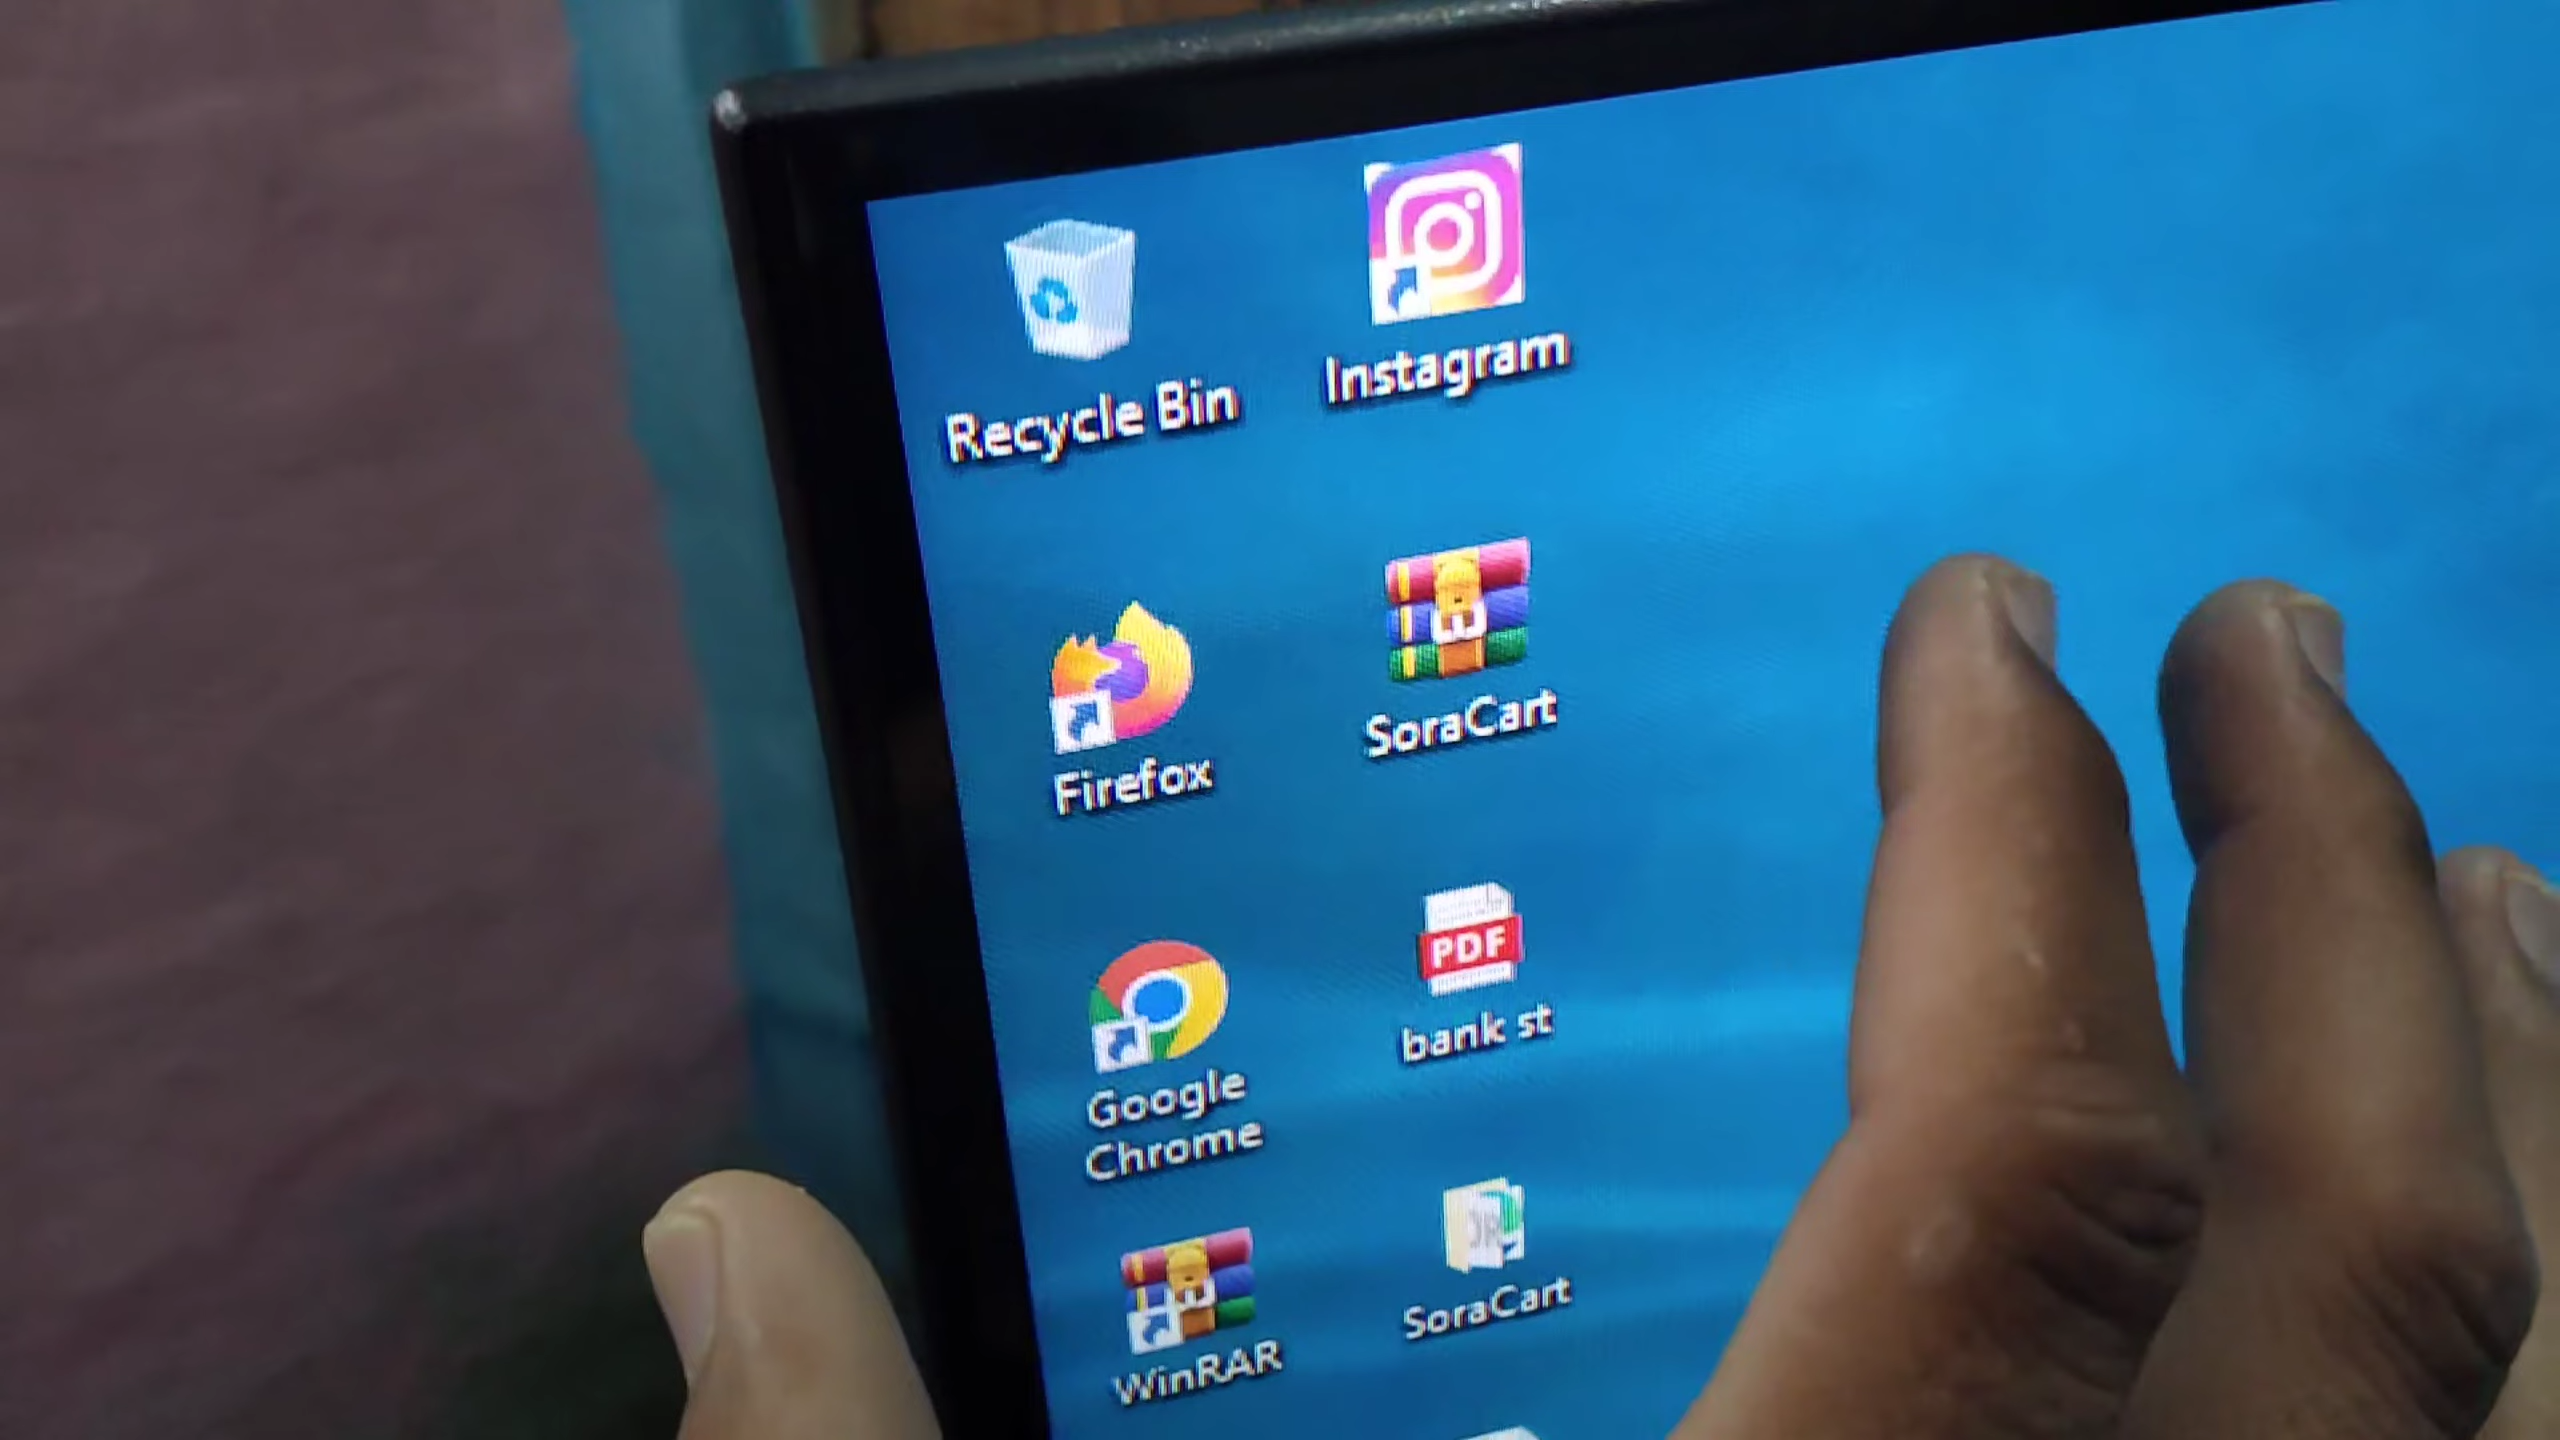 Recycle Bin
Instagram
Firefox
SoraCart
Google
Chrome
PDF
bank st
WinRAR
SoraCart